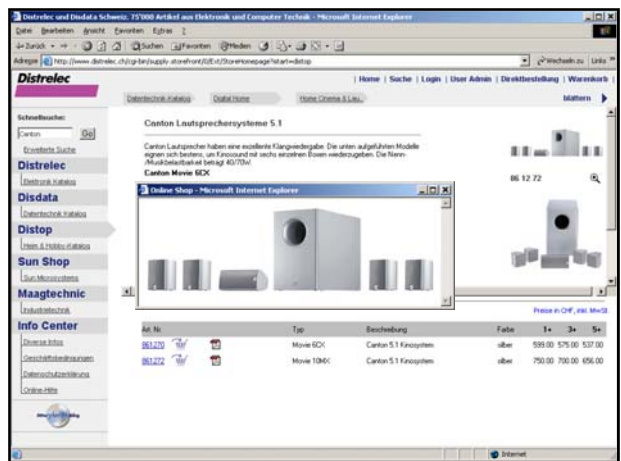 Distrelec und Disdata Schweiz. 75'000 Artikel aus Elektronik und Computer Technik - Microsoft Internet Explorer
Datei Bearbeiten Ansicht Favoriten Extras ?
Zurück Suchen Favoriten Medien
Adresse http://www.distrelec.ch/cgi-bin/supply.storefront/0/Ext/StoreHomepage?start=distop Wechseln zu Links
Distrelec
| Home | Suche | Login | User Admin | Direktbestellung | Warenkorb |
Datentechnik-Katalog Digital Home Home Cinema & Lau... blättern
Schnellsuche:
Canton Go
Erweiterte Suche
Distrelec
Elektronik Katalog
Disdata
Datentechnik Katalog
Distop
Heim & Hobby-Katalog
Sun Shop
Sun Microsystems
Maagtechnic
Industrietechnik
Info Center
Diverse Infos
Geschäftsbedingungen
Datenschutzerklärung
Online-Hilfe
Canton Lautsprechersysteme 5.1
Canton Lautsprecher haben eine exzellente Klangwiedergabe. Die unten aufgeführten Modelle
eignen sich bestens, um Kinosound mit sechs einzelnen Boxen wiederzugeben. Die Nenn-
/Musikbelastbarkeit beträgt 40/70W.
Canton Movie 6CX
86 12 72
Online Shop - Microsoft Internet Explorer
Preise in CHF, inkl. MwSt.
Art. Nr. Typ Beschreibung Farbe 1+ 3+ 5+
861270 Movie 6CX Canton 5.1 Kinosystem silber 599.00 575.00 537.00
861272 Movie 10MX Canton 5.1 Kinosystem silber 750.00 700.00 656.00
Internet